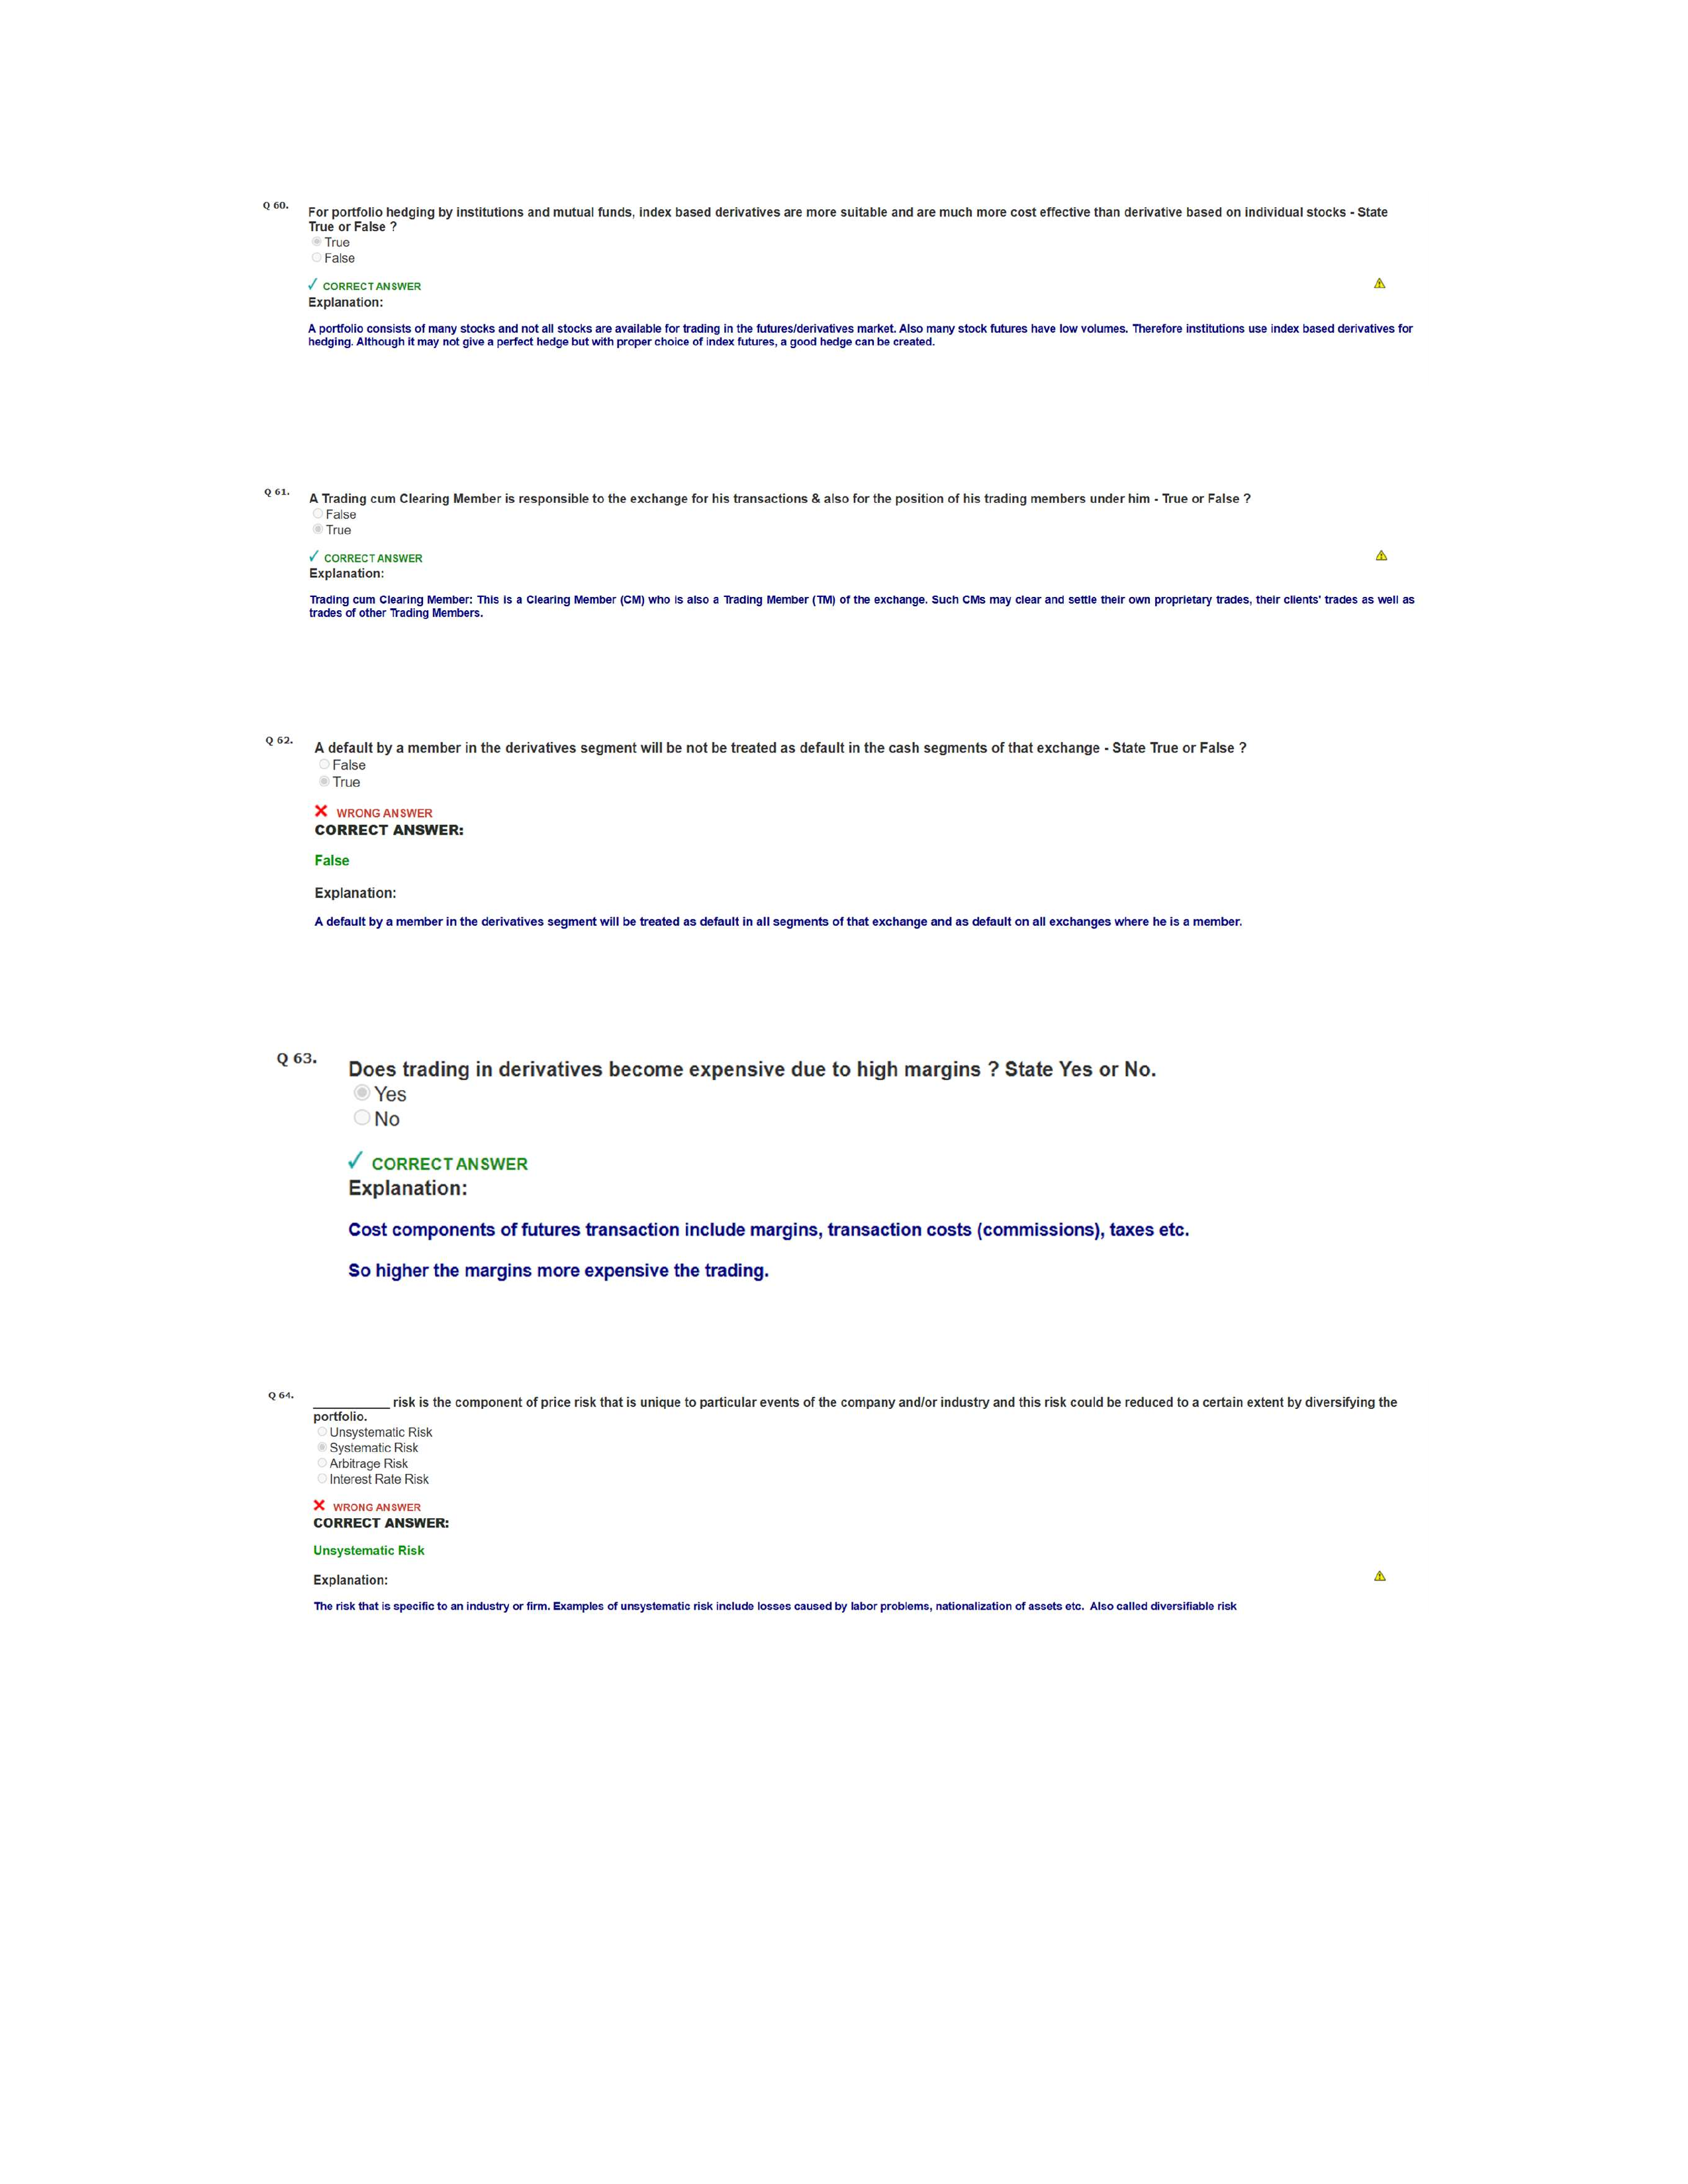 Q 60.
For portfolio hedging by institutions and mutual funds, index based derivatives are more suitable and are much more cost effective than derivative based on individual stocks - State
True or False ?
True
False
✓ CORRECT ANSWER
Explanation:
A portfolio consists of many stocks and not all stocks are available for trading in the futures/derivatives market. Also many stock futures have low volumes. Therefore institutions use index based derivatives for
hedging. Although it may not give a perfect hedge but with proper choice of index futures, a good hedge can be created.
Q 61.
A Trading cum Clearing Member is responsible to the exchange for his transactions & also for the position of his trading members under him - True or False ?
False
True
✓ CORRECT ANSWER
Explanation:
Trading cum Clearing Member: This is a Clearing Member (CM) who is also a Trading Member (TM) of the exchange. Such CMs may clear and settle their own proprietary trades, their clients' trades as well as
trades of other Trading Members.
Q 62.
A default by a member in the derivatives segment will be not be treated as default in the cash segments of that exchange - State True or False ?
False
True
✗ WRONG ANSWER
CORRECT ANSWER:
False
Explanation:
A default by a member in the derivatives segment will be treated as default in all segments of that exchange and as default on all exchanges where he is a member.
Q 63.
Does trading in derivatives become expensive due to high margins ? State Yes or No.
Yes
No
✓ CORRECT ANSWER
Explanation:
Cost components of futures transaction include margins, transaction costs (commissions), taxes etc.
So higher the margins more expensive the trading.
Q 64.
___________ risk is the component of price risk that is unique to particular events of the company and/or industry and this risk could be reduced to a certain extent by diversifying the
portfolio.
Unsystematic Risk
Systematic Risk
Arbitrage Risk
Interest Rate Risk
✗ WRONG ANSWER
CORRECT ANSWER:
Unsystematic Risk
Explanation:
The risk that is specific to an industry or firm. Examples of unsystematic risk include losses caused by labor problems, nationalization of assets etc. Also called diversifiable risk